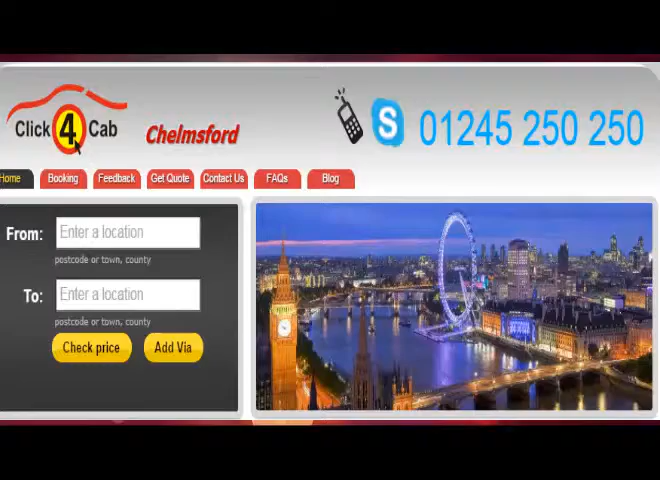 Click 4 Cab
Chelmsford
S 01245 250 250
Home Booking Feedback Get Quote Contact Us FAQs Blog
From: Enter a location
postcode or town, county
To: Enter a location
postcode or town, county
Check price Add Via